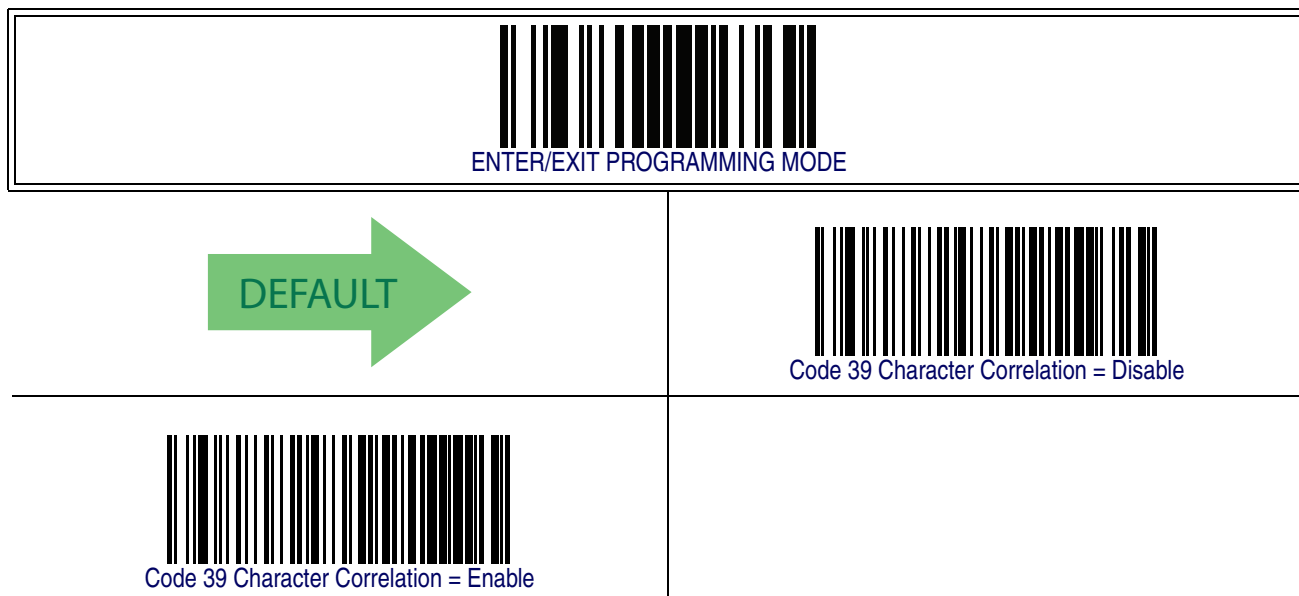 ENTER/EXIT PROGRAMMING MODE
DEFAULT
Code 39 Character Correlation = Disable
Code 39 Character Correlation = Enable